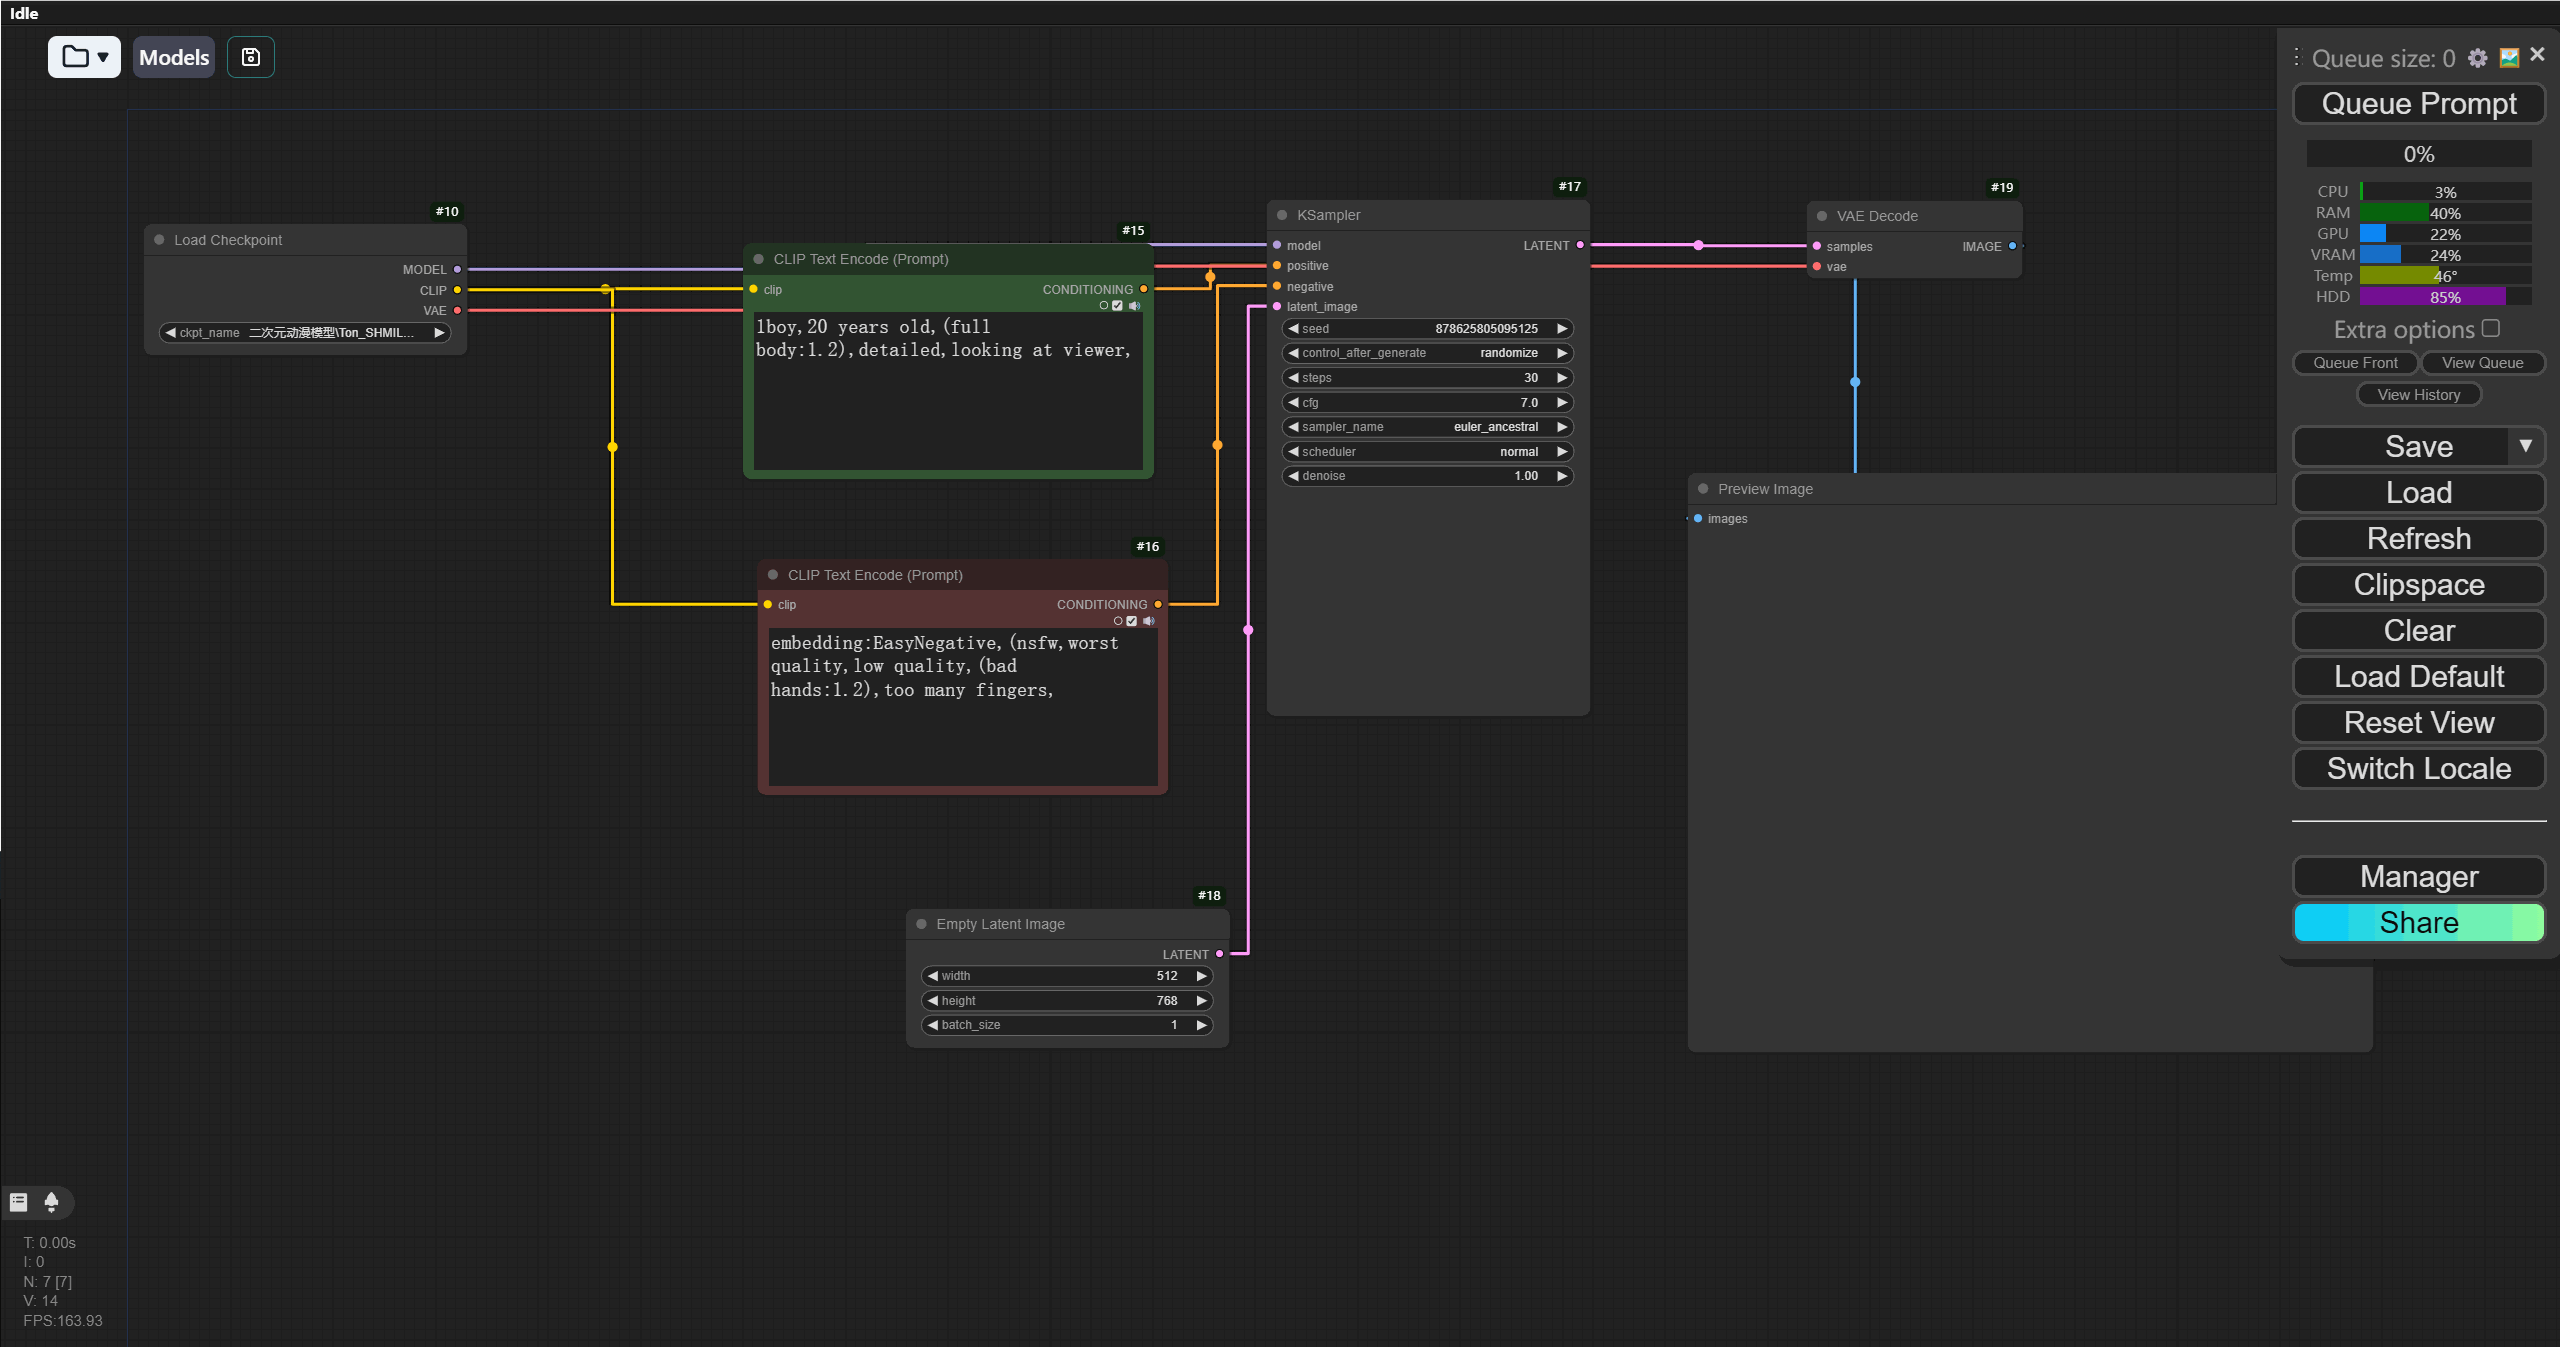 Idle
Models
Queue size: 0
Queue Prompt
0%
CPU 3%
RAM 40%
GPU 22%
VRAM 24%
Temp 46°
HDD 85%
Extra options
Queue Front View Queue
View History
Save ▼
Load
Refresh
Clipspace
Clear
Load Default
Reset View
Switch Locale
Manager
Share
#10
Load Checkpoint
MODEL
CLIP
VAE
ckpt_name 二次元动漫模型\Ton_SHMIL...
#15
CLIP Text Encode (Prompt)
clip CONDITIONING
1boy,20 years old,(full
body:1.2),detailed,looking at viewer,
#16
CLIP Text Encode (Prompt)
clip CONDITIONING
embedding:EasyNegative,(nsfw,worst
quality,low quality,(bad
hands:1.2),too many fingers,
#18
Empty Latent Image
LATENT
width 512
height 768
batch_size 1
#17
KSampler
model LATENT
positive
negative
latent_image
seed 878625805095125
control_after_generate randomize
steps 30
cfg 7.0
sampler_name euler_ancestral
scheduler normal
denoise 1.00
#19
VAE Decode
samples IMAGE
vae
Preview Image
images
T: 0.00s
I: 0
N: 7 [7]
V: 14
FPS:163.93